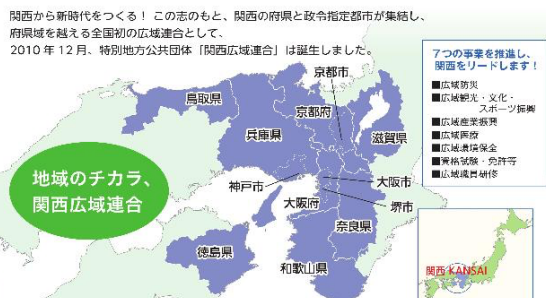 関西から新時代をつくる！ この志のもと、関西の府県と政令指定都市が集結し、
府県域を越える全国初の広域連合として、
2010年12月、特別地方公共団体「関西広域連合」は誕生しました。
7つの事業を推進し、
関西をリードします！
■広域防災
■広域観光・文化・
スポーツ振興
■広域産業振興
■広域医療
■広域環境保全
■資格試験・免許等
■広域職員研修
京都市
鳥取県
京都府
兵庫県
滋賀県
地域のチカラ、
関西広域連合
神戸市
大阪市
大阪府
堺市
奈良県
徳島県
和歌山県
関西 KANSAI